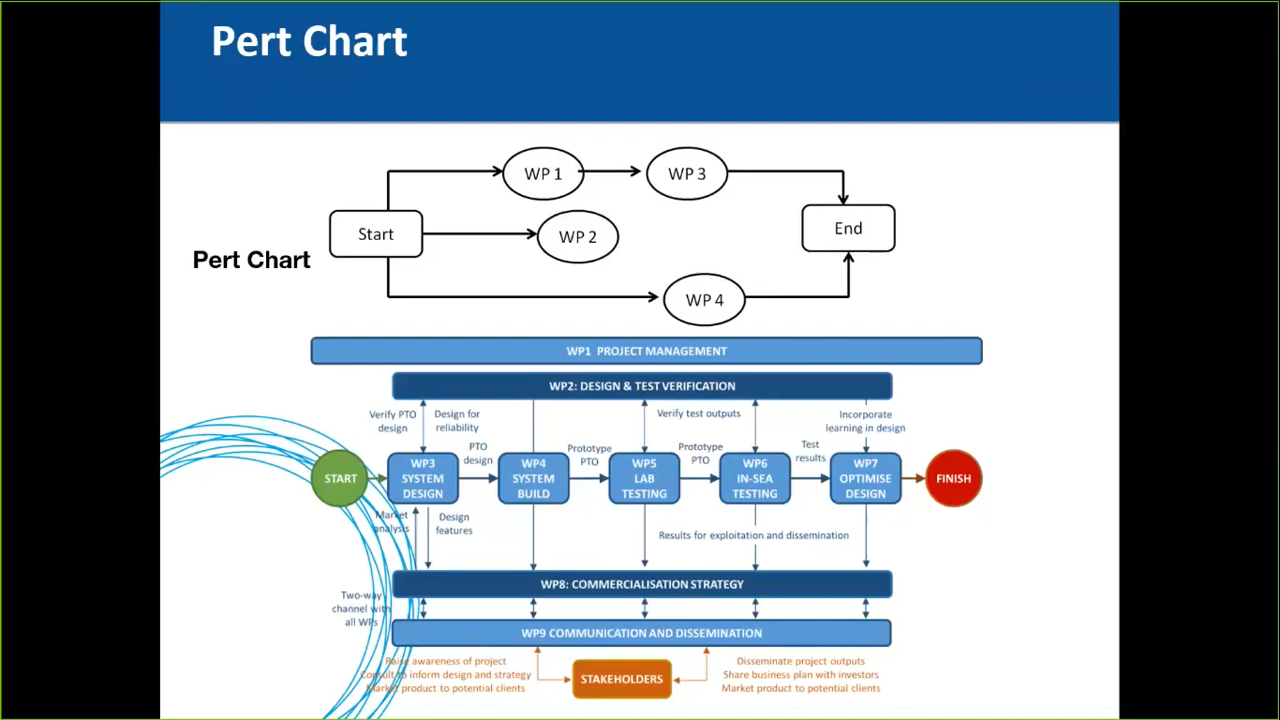 Pert Chart
WP 1
WP 3
Start
WP 2
End
Pert Chart
WP 4
WP1 PROJECT MANAGEMENT
WP2: DESIGN & TEST VERIFICATION
Verify PTO
design
Design for
reliability
Verify test outputs
Incorporate
learning in design
PTO
design
Prototype
PTO
Prototype
PTO
Test
results
START
WP3
SYSTEM
DESIGN
WP4
SYSTEM
BUILD
WP5
LAB
TESTING
WP6
IN-SEA
TESTING
WP7
OPTIMISE
DESIGN
FINISH
Market
analysis
Design
features
Results for exploitation and dissemination
WP8: COMMERCIALISATION STRATEGY
Two-way
channel with
all WPs
WP9 COMMUNICATION AND DISSEMINATION
Raise awareness of project
Consult to inform design and strategy
Market product to potential clients
STAKEHOLDERS
Disseminate project outputs
Share business plan with investors
Market product to potential clients